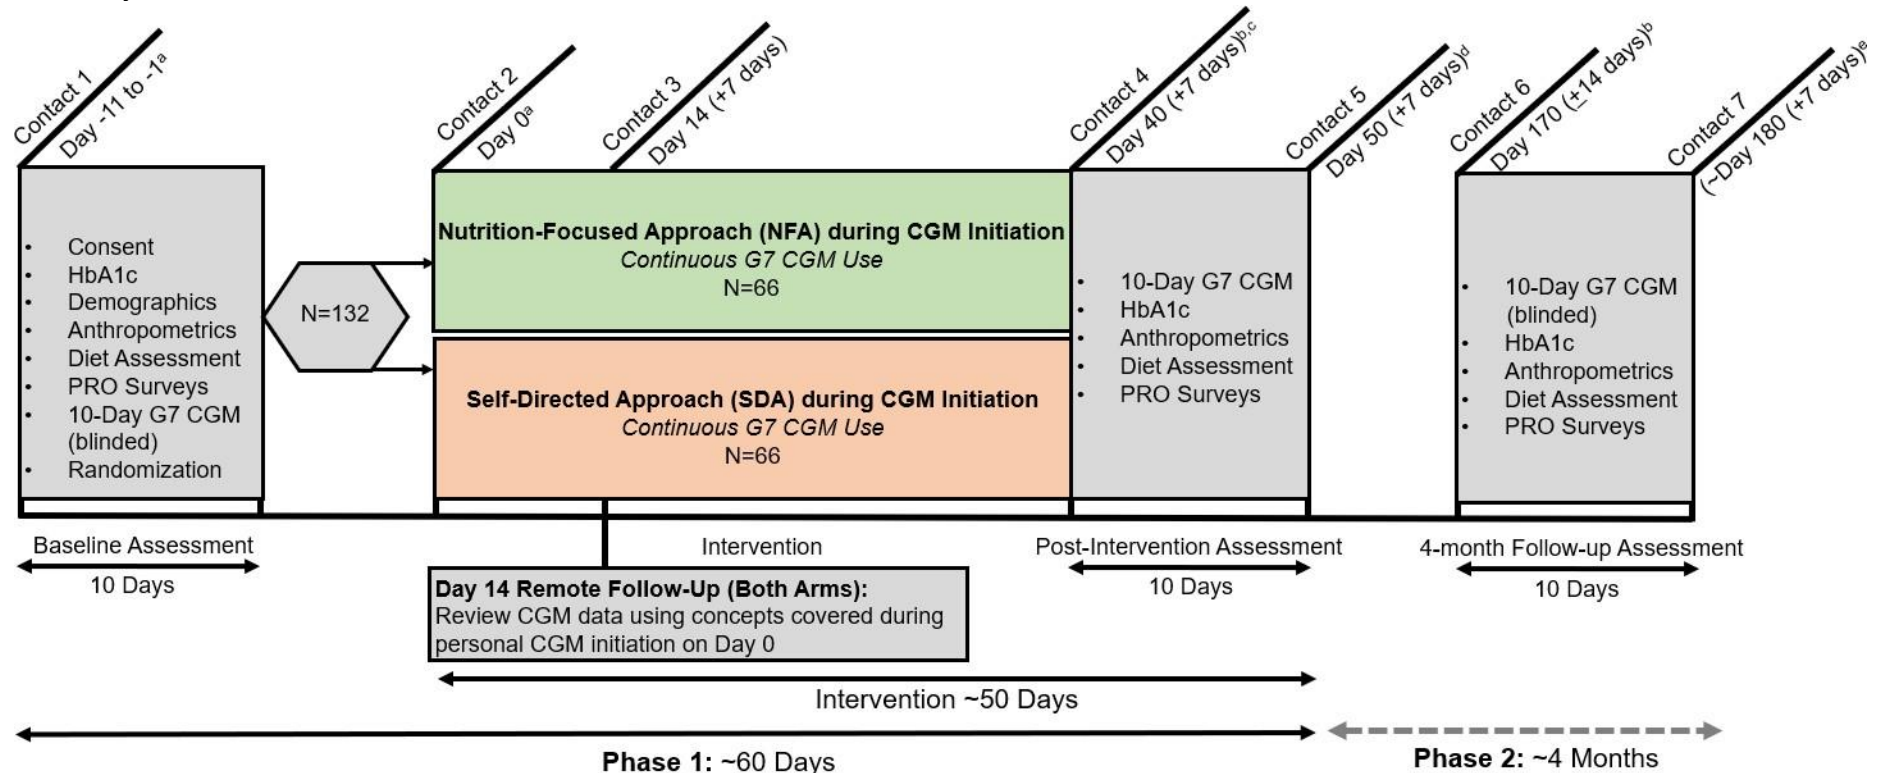 Contact 1
Day -11 to -1a
Contact 2
Day 0a
Contact 3
Day 14 (+7 days)
Contact 4
Day 40 (+7 days)b,c
Contact 5
Day 50 (+7 days)d
Contact 6
Day 170 (±14 days)b
Contact 7
(~Day 180 (+7 days)e
• Consent
• HbA1c
• Demographics
• Anthropometrics
• Diet Assessment
• PRO Surveys
• 10-Day G7 CGM
(blinded)
• Randomization
N=132
Nutrition-Focused Approach (NFA) during CGM Initiation
Continuous G7 CGM Use
N=66
Self-Directed Approach (SDA) during CGM Initiation
Continuous G7 CGM Use
N=66
• 10-Day G7 CGM
• HbA1c
• Anthropometrics
• Diet Assessment
• PRO Surveys
• 10-Day G7 CGM
(blinded)
• HbA1c
• Anthropometrics
• Diet Assessment
• PRO Surveys
Baseline Assessment
10 Days
Intervention
Post-Intervention Assessment
10 Days
4-month Follow-up Assessment
10 Days
Day 14 Remote Follow-Up (Both Arms):
Review CGM data using concepts covered during
personal CGM initiation on Day 0
Intervention ~50 Days
Phase 1: ~60 Days
Phase 2: ~4 Months